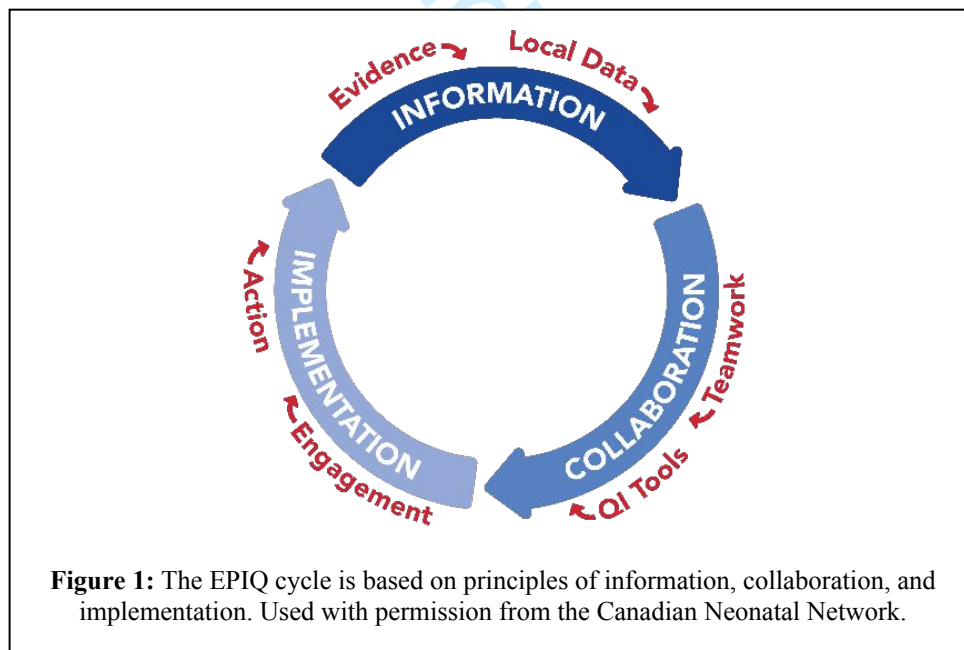 Evidence
Local Data
INFORMATION
Teamwork
COLLABORATION
QI Tools
Engagement
IMPLEMENTATION
Action
Figure 1: The EPIQ cycle is based on principles of information, collaboration, and
implementation. Used with permission from the Canadian Neonatal Network.